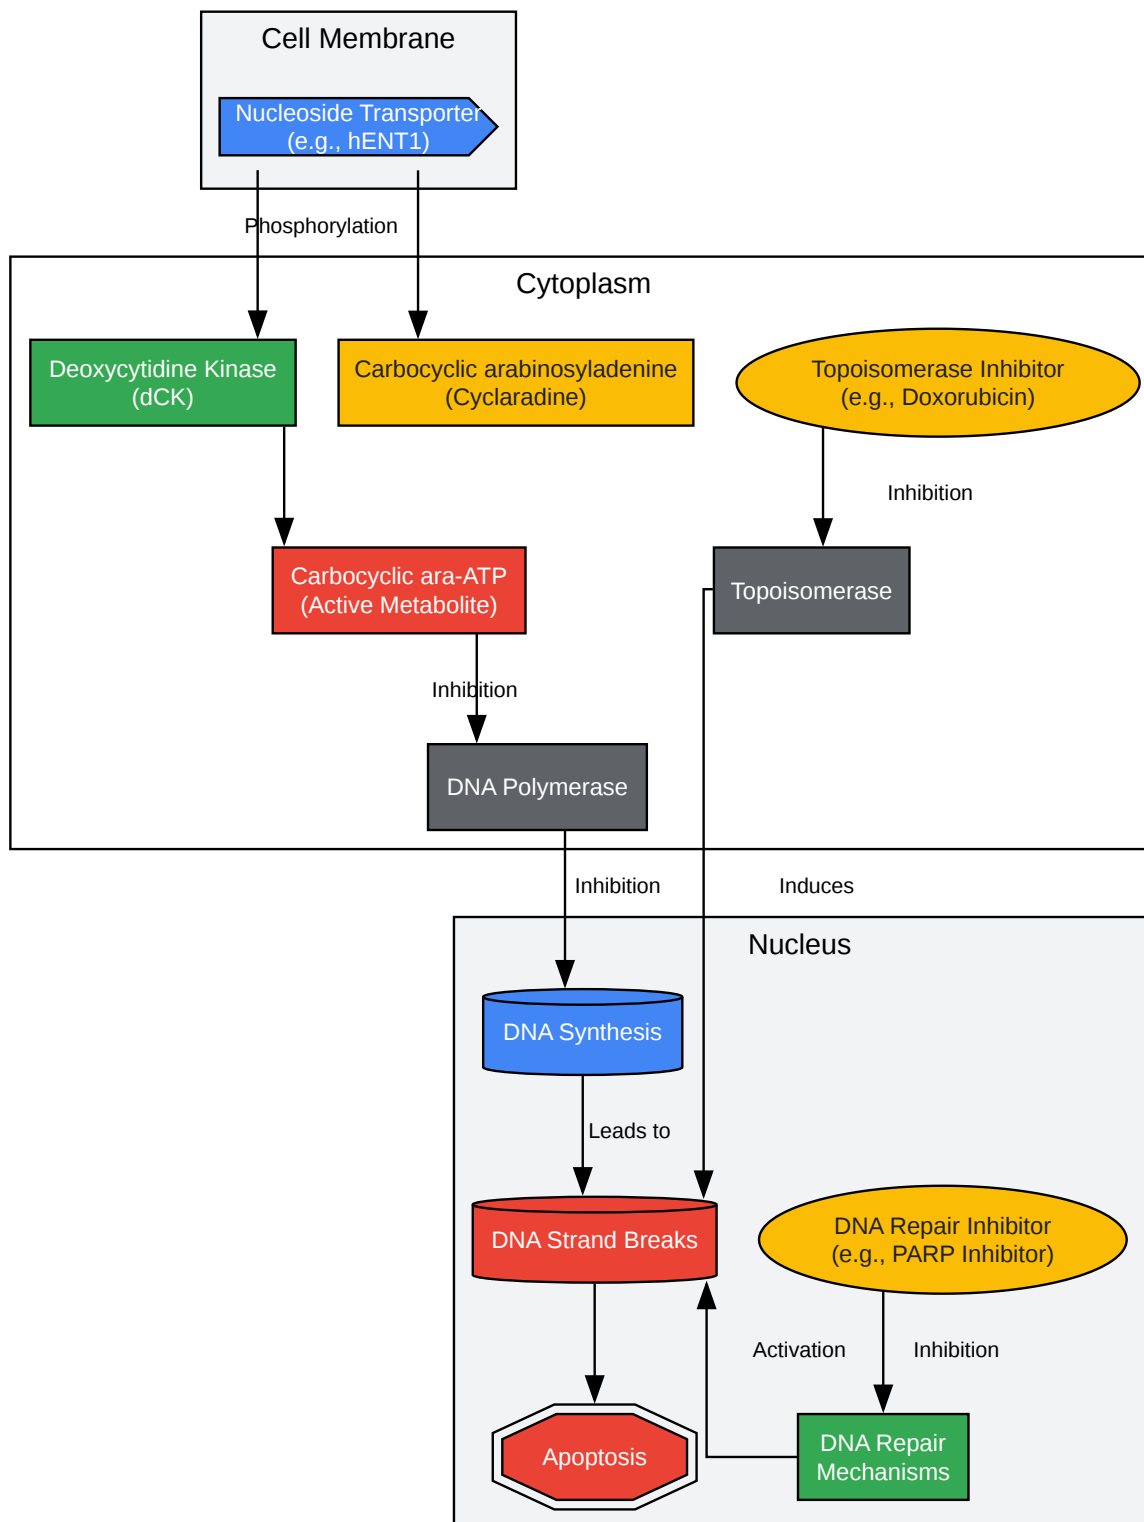 Cell Membrane
Nucleoside Transporter
(e.g., hENT1)
Phosphorylation
Cytoplasm
Deoxycytidine Kinase
(dCK)
Carbocyclic arabinosyladenine
(Cyclaradine)
Topoisomerase Inhibitor
(e.g., Doxorubicin)
Inhibition
Carbocyclic ara-ATP
(Active Metabolite)
Topoisomerase
Inhibition
DNA Polymerase
Inhibition
Induces
Nucleus
DNA Synthesis
Leads to
DNA Strand Breaks
DNA Repair Inhibitor
(e.g., PARP Inhibitor)
Activation
Inhibition
Apoptosis
DNA Repair
Mechanisms